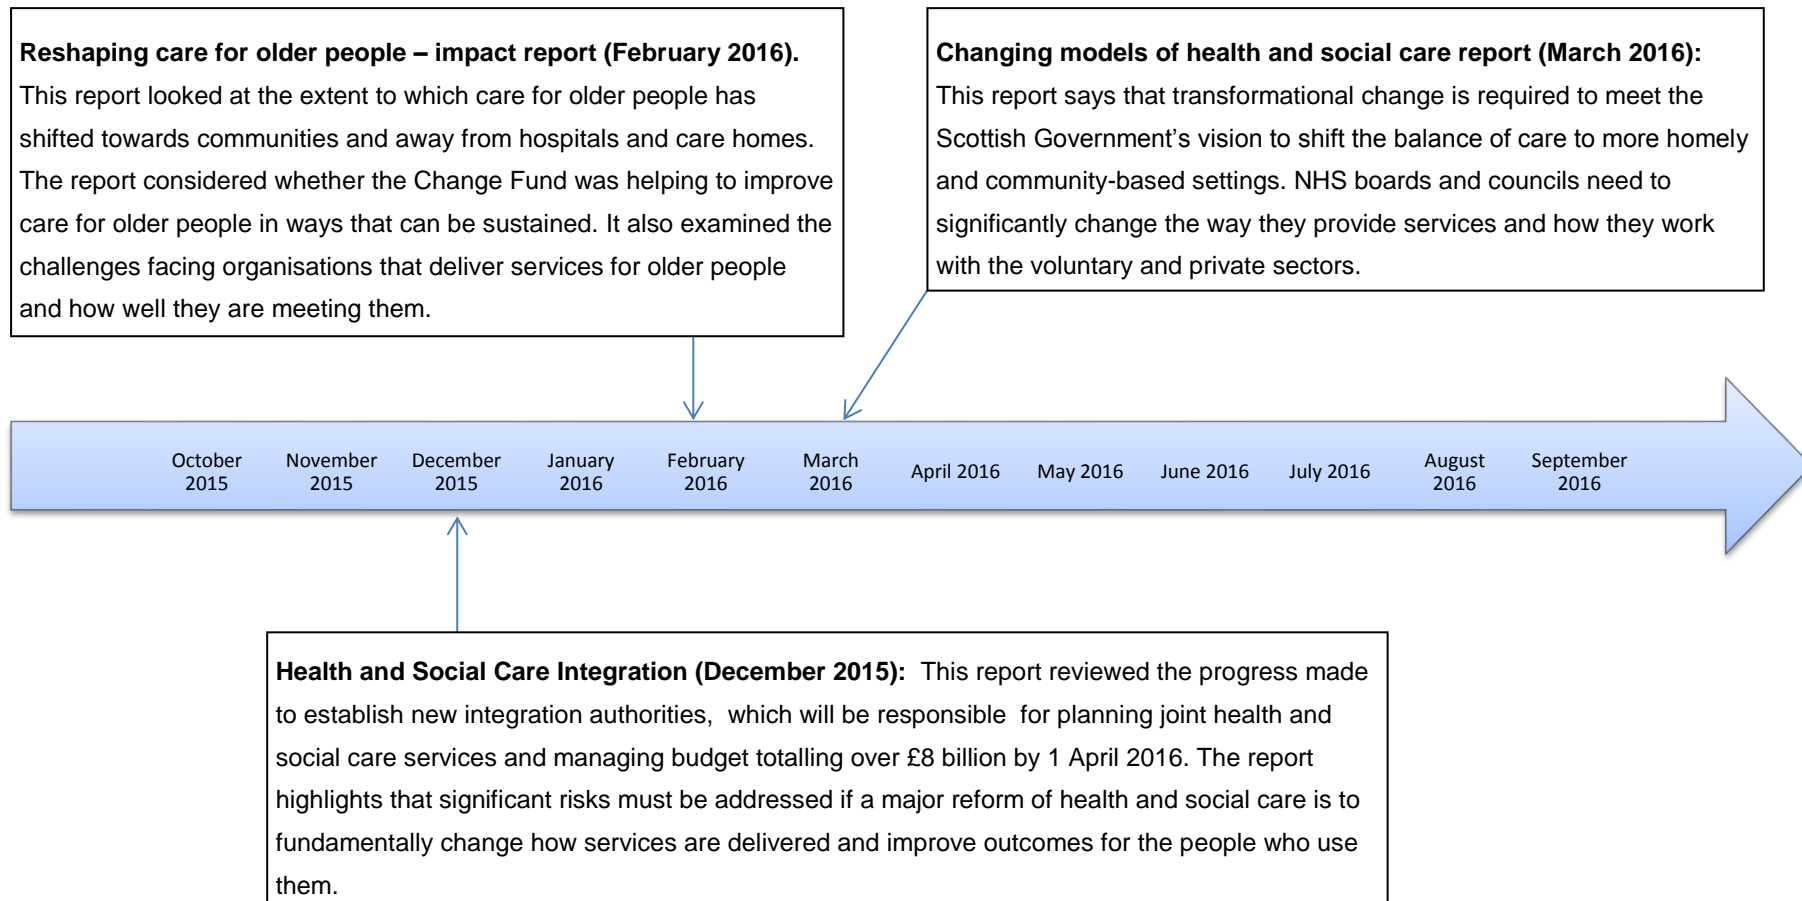 Reshaping care for older people – impact report (February 2016).
This report looked at the extent to which care for older people has
shifted towards communities and away from hospitals and care homes.
The report considered whether the Change Fund was helping to improve
care for older people in ways that can be sustained. It also examined the
challenges facing organisations that deliver services for older people
and how well they are meeting them.
Changing models of health and social care report (March 2016):
This report says that transformational change is required to meet the
Scottish Government’s vision to shift the balance of care to more homely
and community-based settings. NHS boards and councils need to
significantly change the way they provide services and how they work
with the voluntary and private sectors.
October
2015
November
2015
December
2015
January
2016
February
2016
March
2016
April 2016
May 2016
June 2016
July 2016
August
2016
September
2016
Health and Social Care Integration (December 2015):  This report reviewed the progress made
to establish new integration authorities,  which will be responsible  for planning joint health and
social care services and managing budget totalling over £8 billion by 1 April 2016. The report
highlights that significant risks must be addressed if a major reform of health and social care is to
fundamentally change how services are delivered and improve outcomes for the people who use
them.